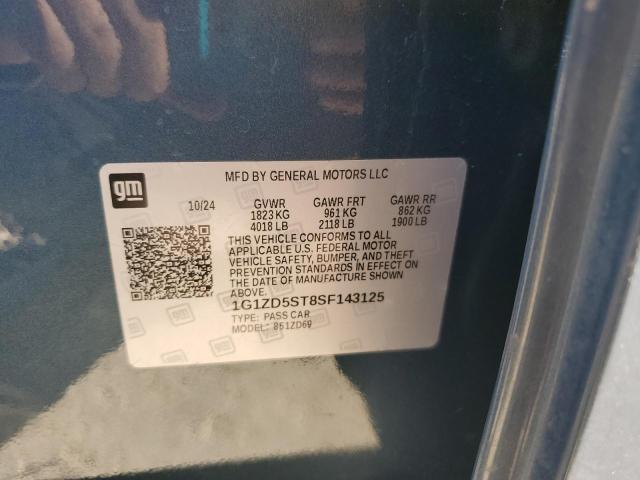 gm
MFD BY GENERAL MOTORS LLC
10/24 GVWR GAWR FRT GAWR RR
1823 KG 961 KG 862 KG
4018 LB 2118 LB 1900 LB
THIS VEHICLE CONFORMS TO ALL
APPLICABLE U.S. FEDERAL MOTOR
VEHICLE SAFETY, BUMPER, AND THEFT
PREVENTION STANDARDS IN EFFECT ON
THE DATE OF MANUFACTURE SHOWN
ABOVE.
1G1ZD5ST8SF143125
TYPE: PASS CAR
MODEL: 851ZD69